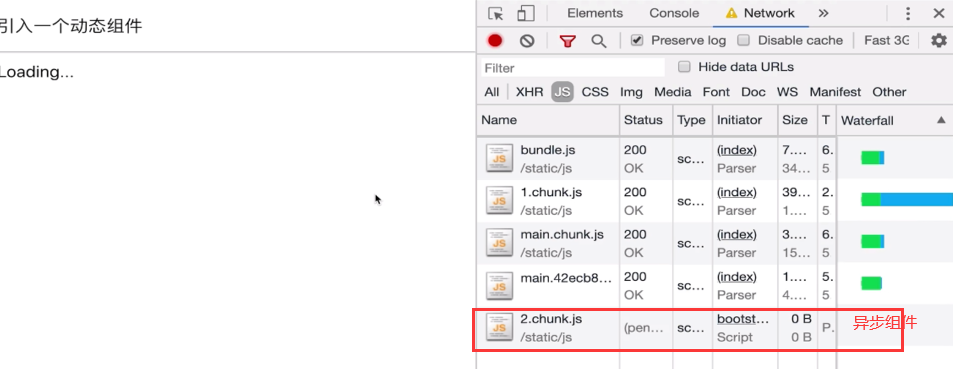 引入一个动态组件
Loading...
Elements Console Network »
Preserve log Disable cache Fast 3G
Filter Hide data URLs
All XHR JS CSS Img Media Font Doc WS Manifest Other
Name Status Type Initiator Size T Waterfall
bundle.js 200 (index) 7.... 6.
/static/js OK sc... Parser 34... 5
1.chunk.js 200 (index) 39... 2.
/static/js OK sc... Parser 1.... 5
main.chunk.js 200 (index) 3.... 6.
/static/js OK sc... Parser 15... 5
main.42ecb8... 200 (index) 1.... 5.
OK sc... Parser 4.... 5
2.chunk.js (pen... sc... bootst... 0 B P. 异步组件
/static/js Script 0 B